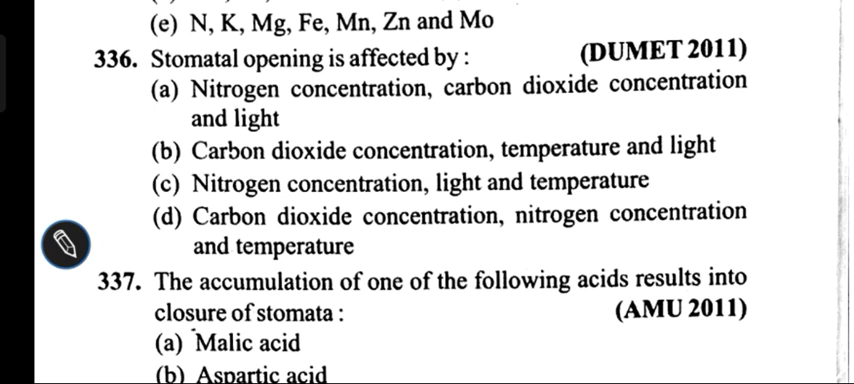 (e) N, K, Mg, Fe, Mn, Zn and Mo
336. Stomatal opening is affected by : (DUMET 2011)
(a) Nitrogen concentration, carbon dioxide concentration
and light
(b) Carbon dioxide concentration, temperature and light
(c) Nitrogen concentration, light and temperature
(d) Carbon dioxide concentration, nitrogen concentration
and temperature
337. The accumulation of one of the following acids results into
closure of stomata : (AMU 2011)
(a) Malic acid
(b) Aspartic acid